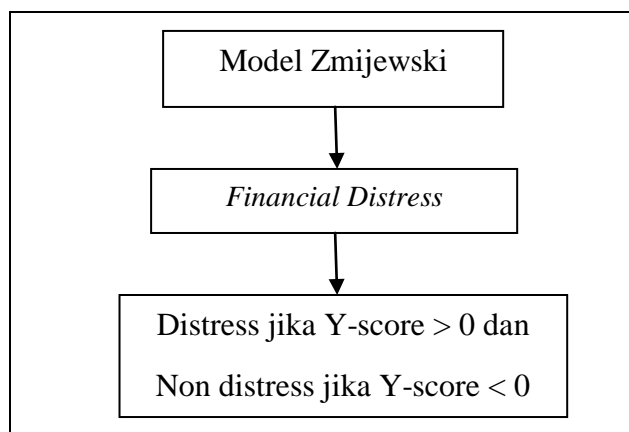 Model Zmijewski
Financial Distress
Distress jika Y-score > 0 dan
Non distress jika Y-score < 0